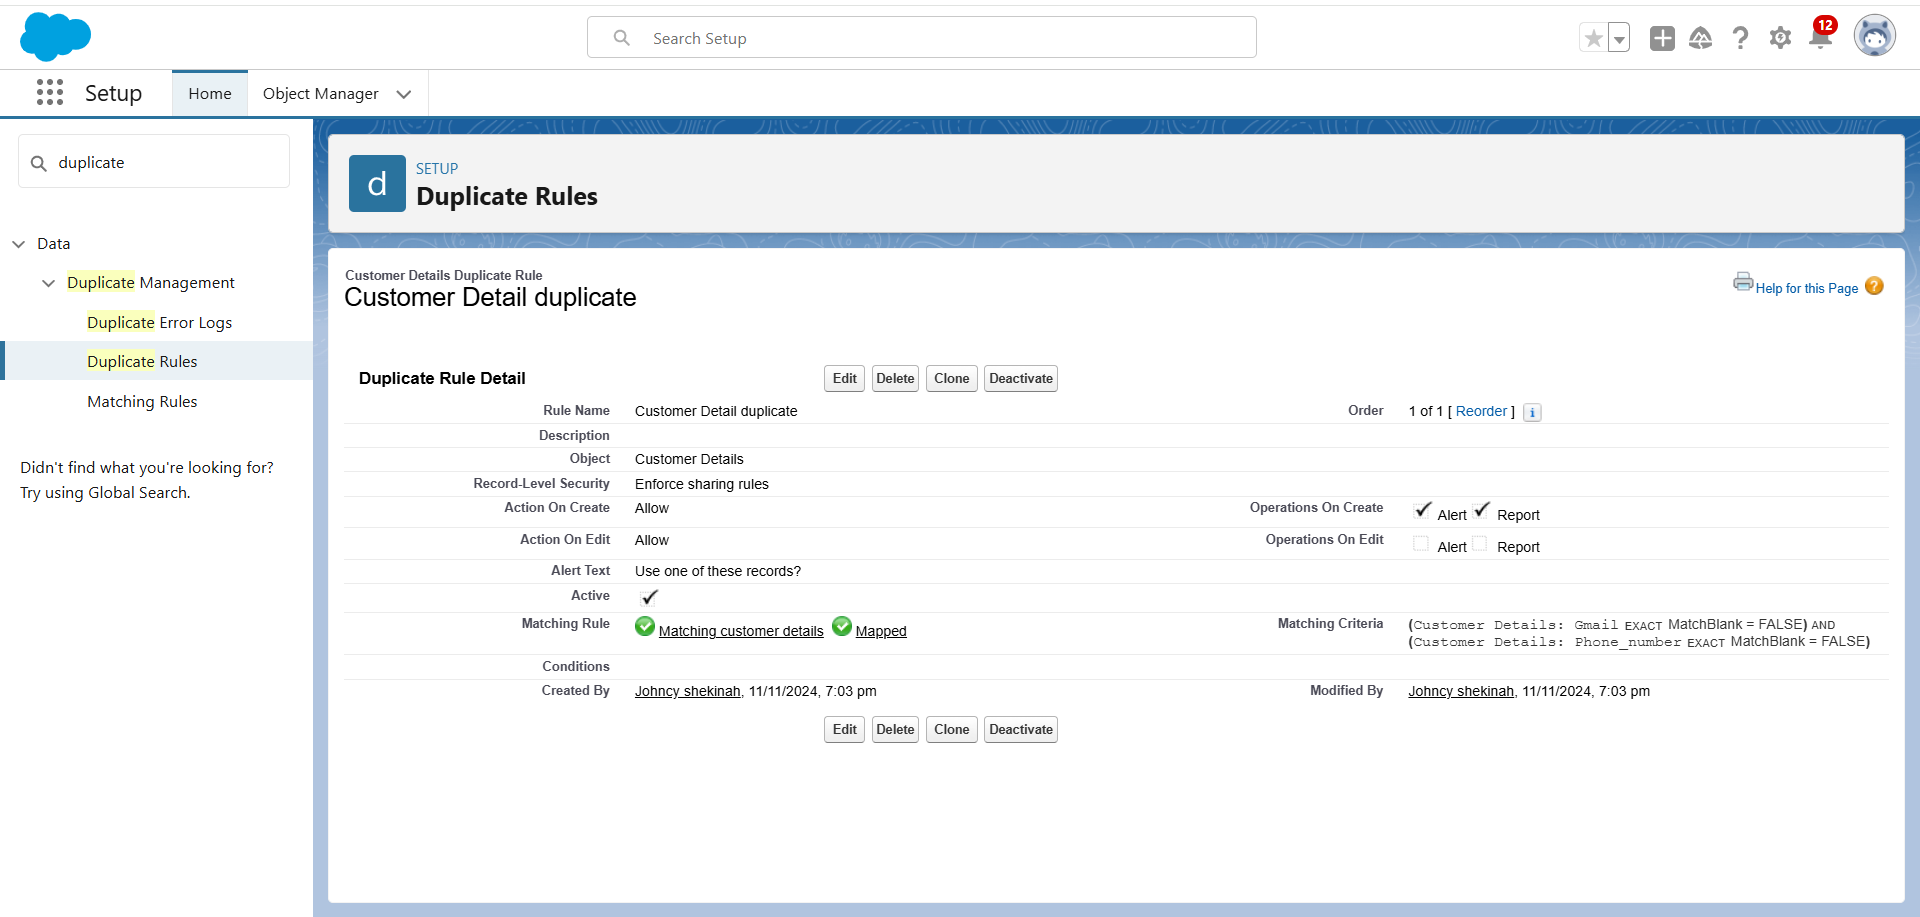 Search Setup
12
Setup
Home
Object Manager
duplicate
Data
Duplicate Management
Duplicate Error Logs
Duplicate Rules
Matching Rules
Didn't find what you're looking for?
Try using Global Search.
d
SETUP
Duplicate Rules
Customer Details Duplicate Rule
Customer Detail duplicate
Help for this Page ?
Duplicate Rule Detail
Edit Delete Clone Deactivate
Rule Name Customer Detail duplicate Order 1 of 1 [ Reorder ] i
Description
Object Customer Details
Record-Level Security Enforce sharing rules
Action On Create Allow Operations On Create Alert Report
Action On Edit Allow Operations On Edit Alert Report
Alert Text Use one of these records?
Active
Matching Rule Matching customer details Mapped Matching Criteria (Customer Details: Gmail EXACT MatchBlank = FALSE) AND
(Customer Details: Phone_number EXACT MatchBlank = FALSE)
Conditions
Created By Johncy shekinah, 11/11/2024, 7:03 pm Modified By Johncy shekinah, 11/11/2024, 7:03 pm
Edit Delete Clone Deactivate